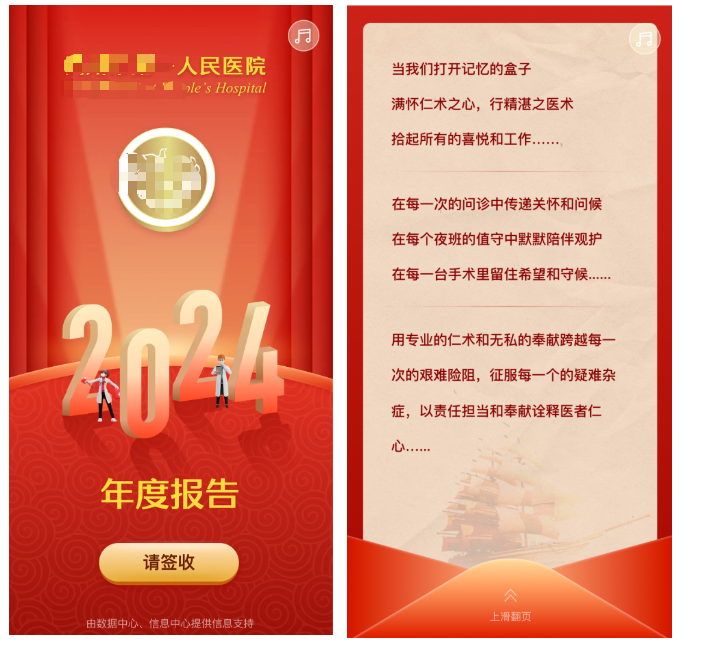 人民医院
's Hospital
2024
年度报告
请签收
由数据中心、信息中心提供信息支持
当我们打开记忆的盒子
满怀仁术之心，行精湛之医术
拾起所有的喜悦和工作……
在每一次的问诊中传递关怀和问候
在每个夜班的值守中默默陪伴观护
在每一台手术里留住希望和守候......
用专业的仁术和无私的奉献跨越每一
次的艰难险阻，征服每一个的疑难杂
症，以责任担当和奉献诠释医者仁
心......
上滑翻页